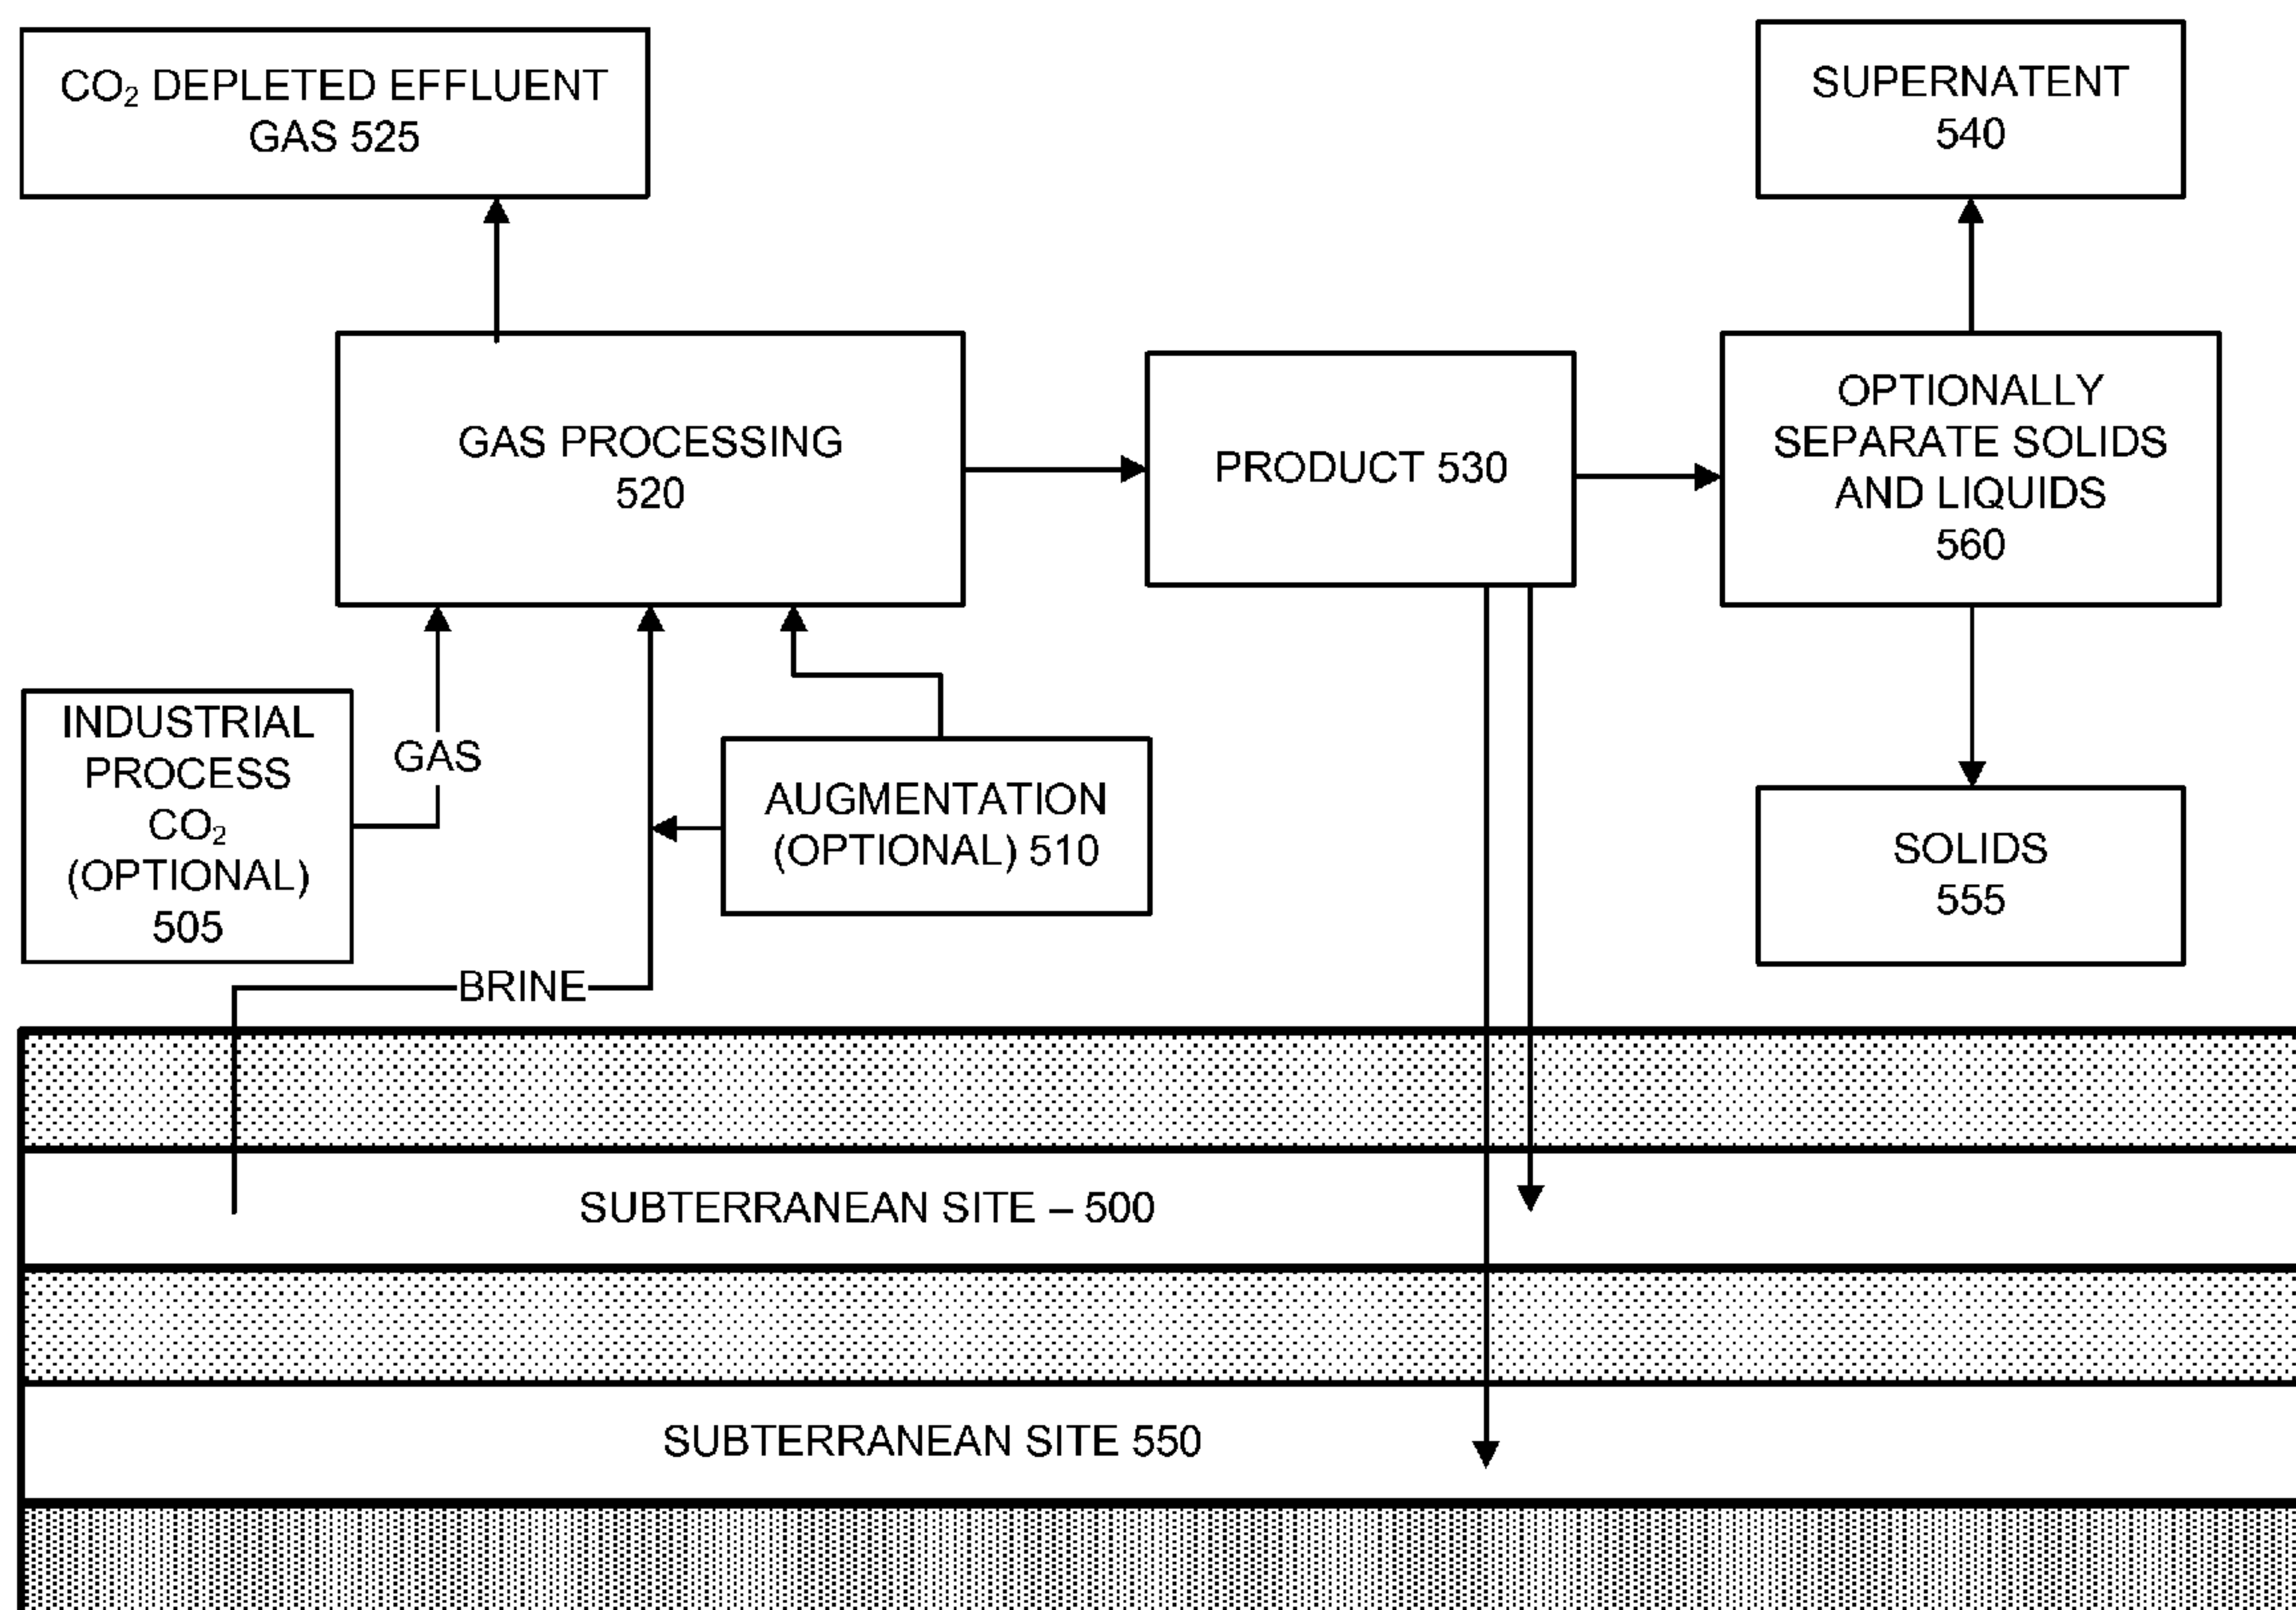 CO₂ DEPLETED EFFLUENT
GAS 525
SUPERNATENT
540
GAS PROCESSING
520
PRODUCT 530
OPTIONALLY
SEPARATE SOLIDS
AND LIQUIDS
560
INDUSTRIAL
PROCESS
CO₂
(OPTIONAL)
505
GAS
AUGMENTATION
(OPTIONAL) 510
SOLIDS
555
BRINE
SUBTERRANEAN SITE – 500
SUBTERRANEAN SITE 550